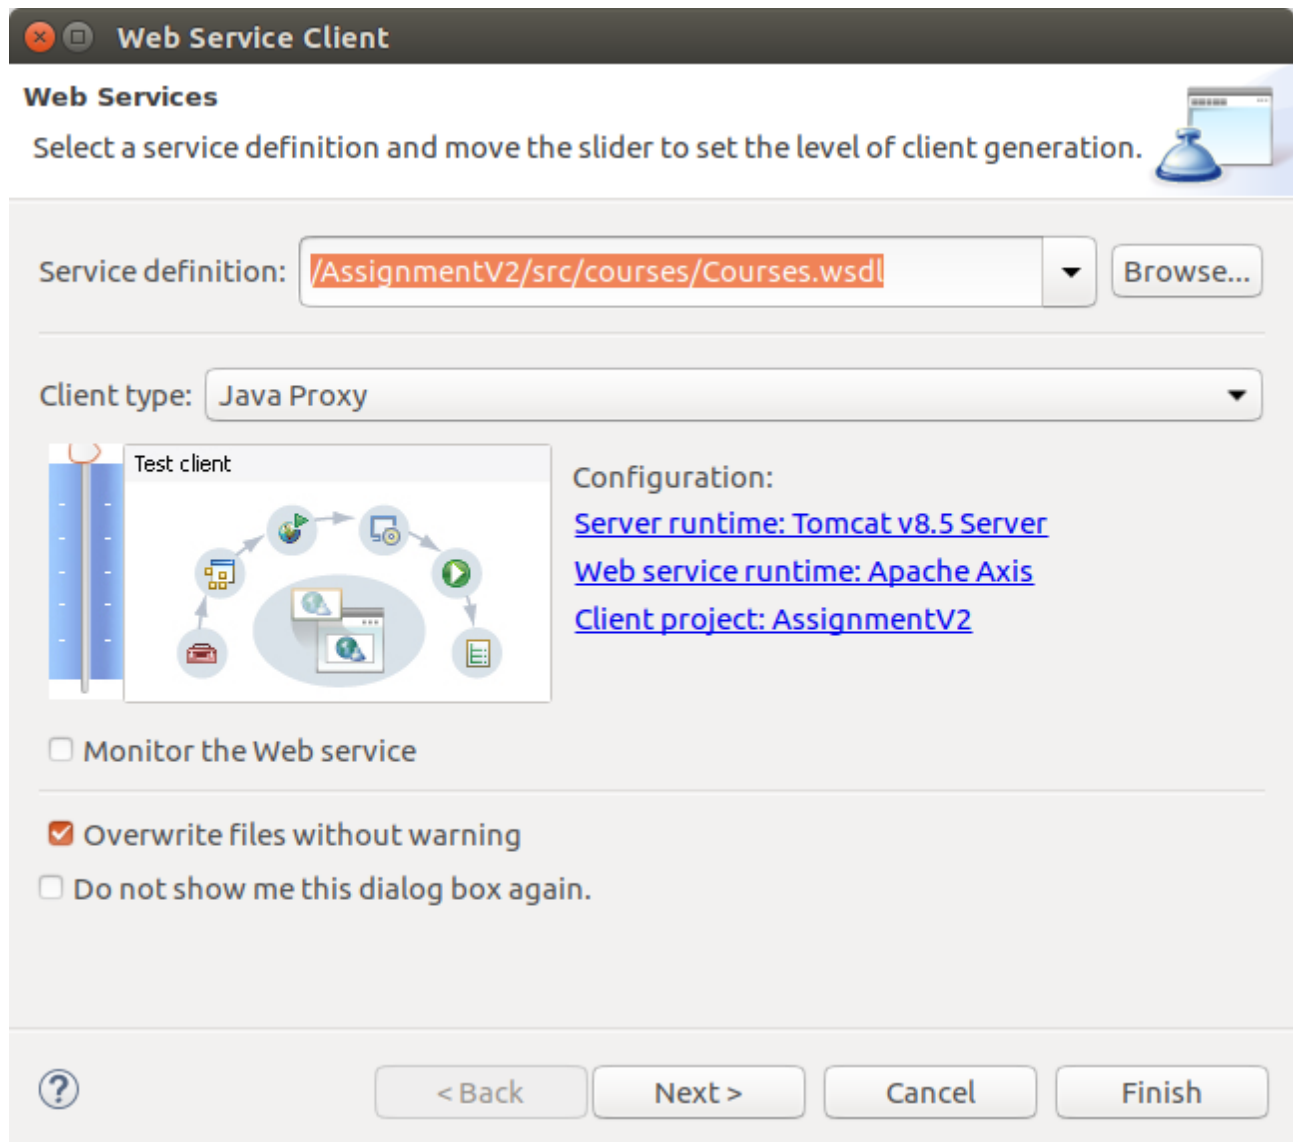 Web Service Client
Web Services
Select a service definition and move the slider to set the level of client generation.
Service definition: /AssignmentV2/src/courses/Courses.wsdl Browse...
Client type: Java Proxy
Test client
Configuration:
Server runtime: Tomcat v8.5 Server
Web service runtime: Apache Axis
Client project: AssignmentV2
Monitor the Web service
Overwrite files without warning
Do not show me this dialog box again.
< Back Next > Cancel Finish